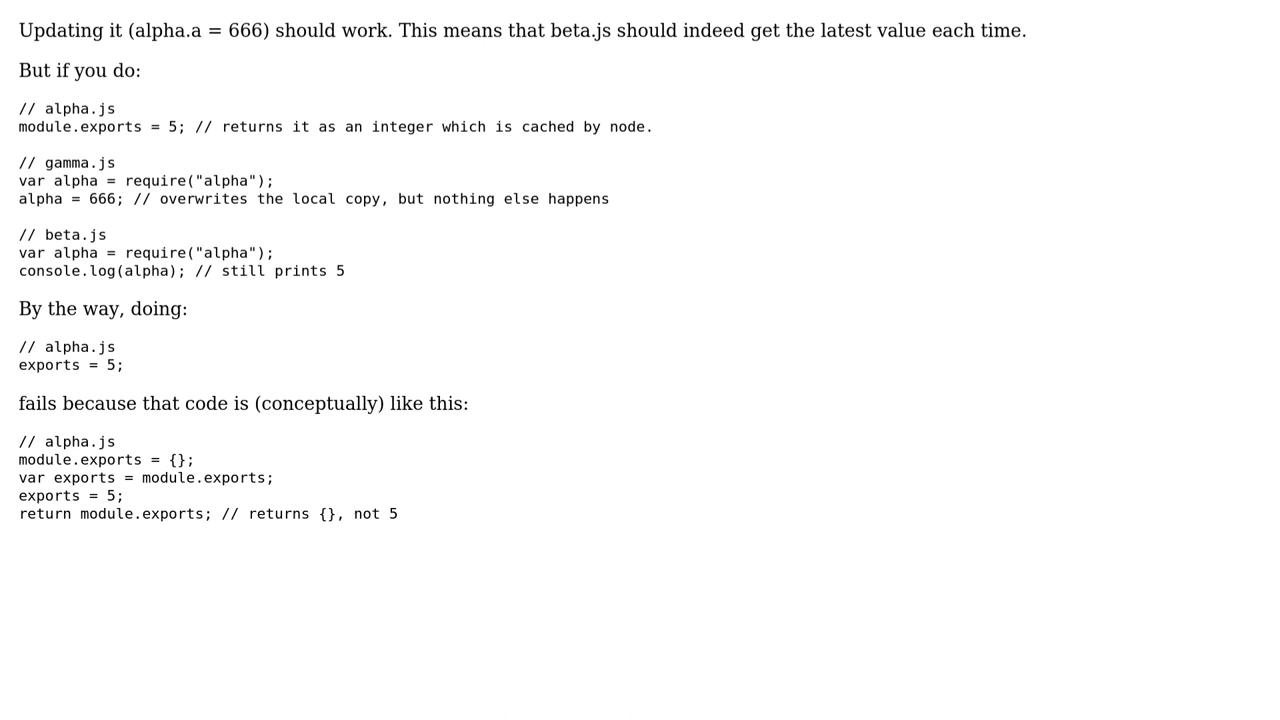 Updating it (alpha.a = 666) should work. This means that beta.js should indeed get the latest value each time.
But if you do:
// alpha.js
module.exports = 5; // returns it as an integer which is cached by node.
// gamma.js
var alpha = require("alpha");
alpha = 666; // overwrites the local copy, but nothing else happens
// beta.js
var alpha = require("alpha");
console.log(alpha); // still prints 5
By the way, doing:
// alpha.js
exports = 5;
fails because that code is (conceptually) like this:
// alpha.js
module.exports = {};
var exports = module.exports;
exports = 5;
return module.exports; // returns {}, not 5